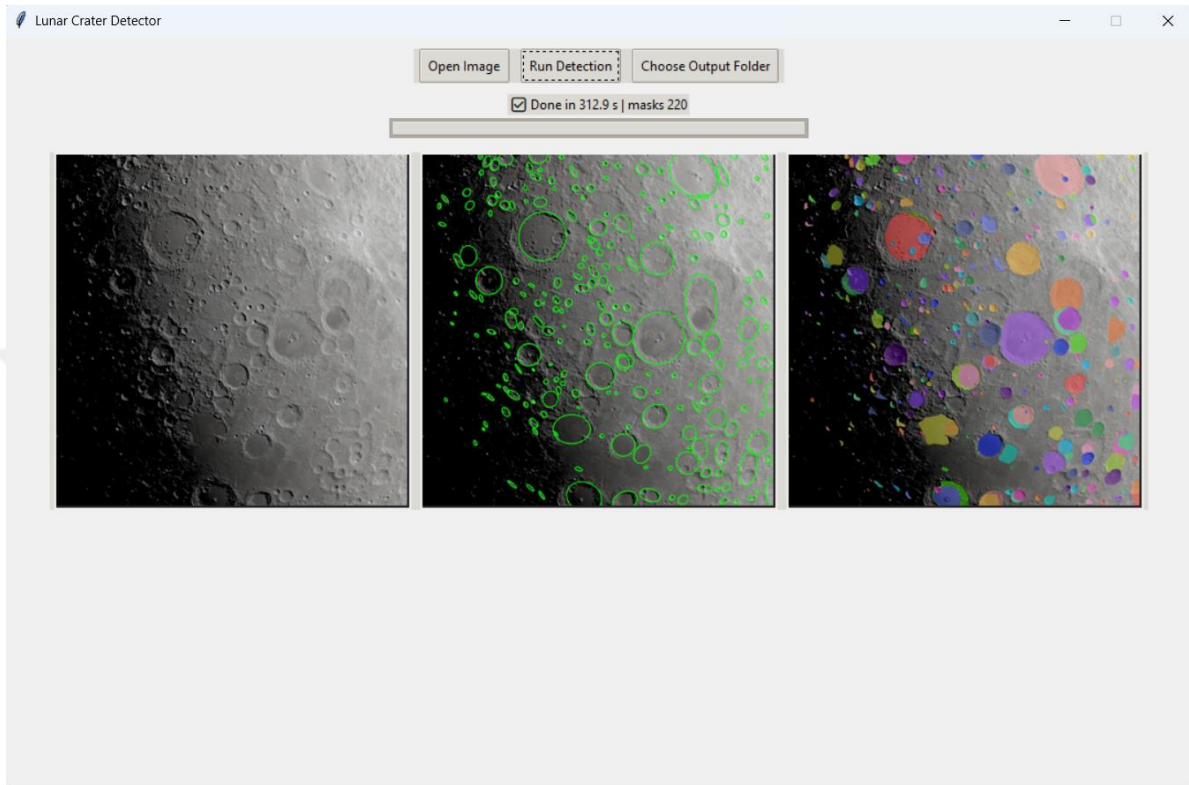 Lunar Crater Detector
Open Image Run Detection Choose Output Folder
Done in 312.9 s | masks 220